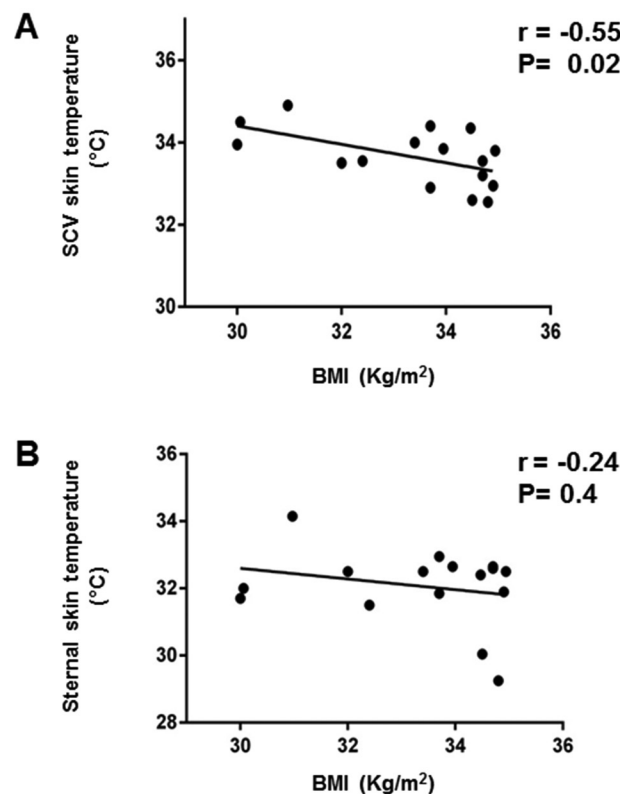 A
r = -0.55
P= 0.02
SCV skin temperature
(°C)
36
34
32
30
30 32 34 36
BMI (Kg/m²)
B
r = -0.24
P= 0.4
Sternal skin temperature
(°C)
36
34
32
30
28
30 32 34 36
BMI (Kg/m²)